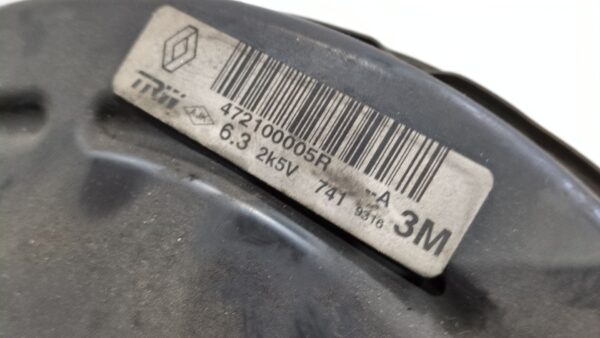 TRW
472100005R --A
6.3 2k5V 741 9316 3M